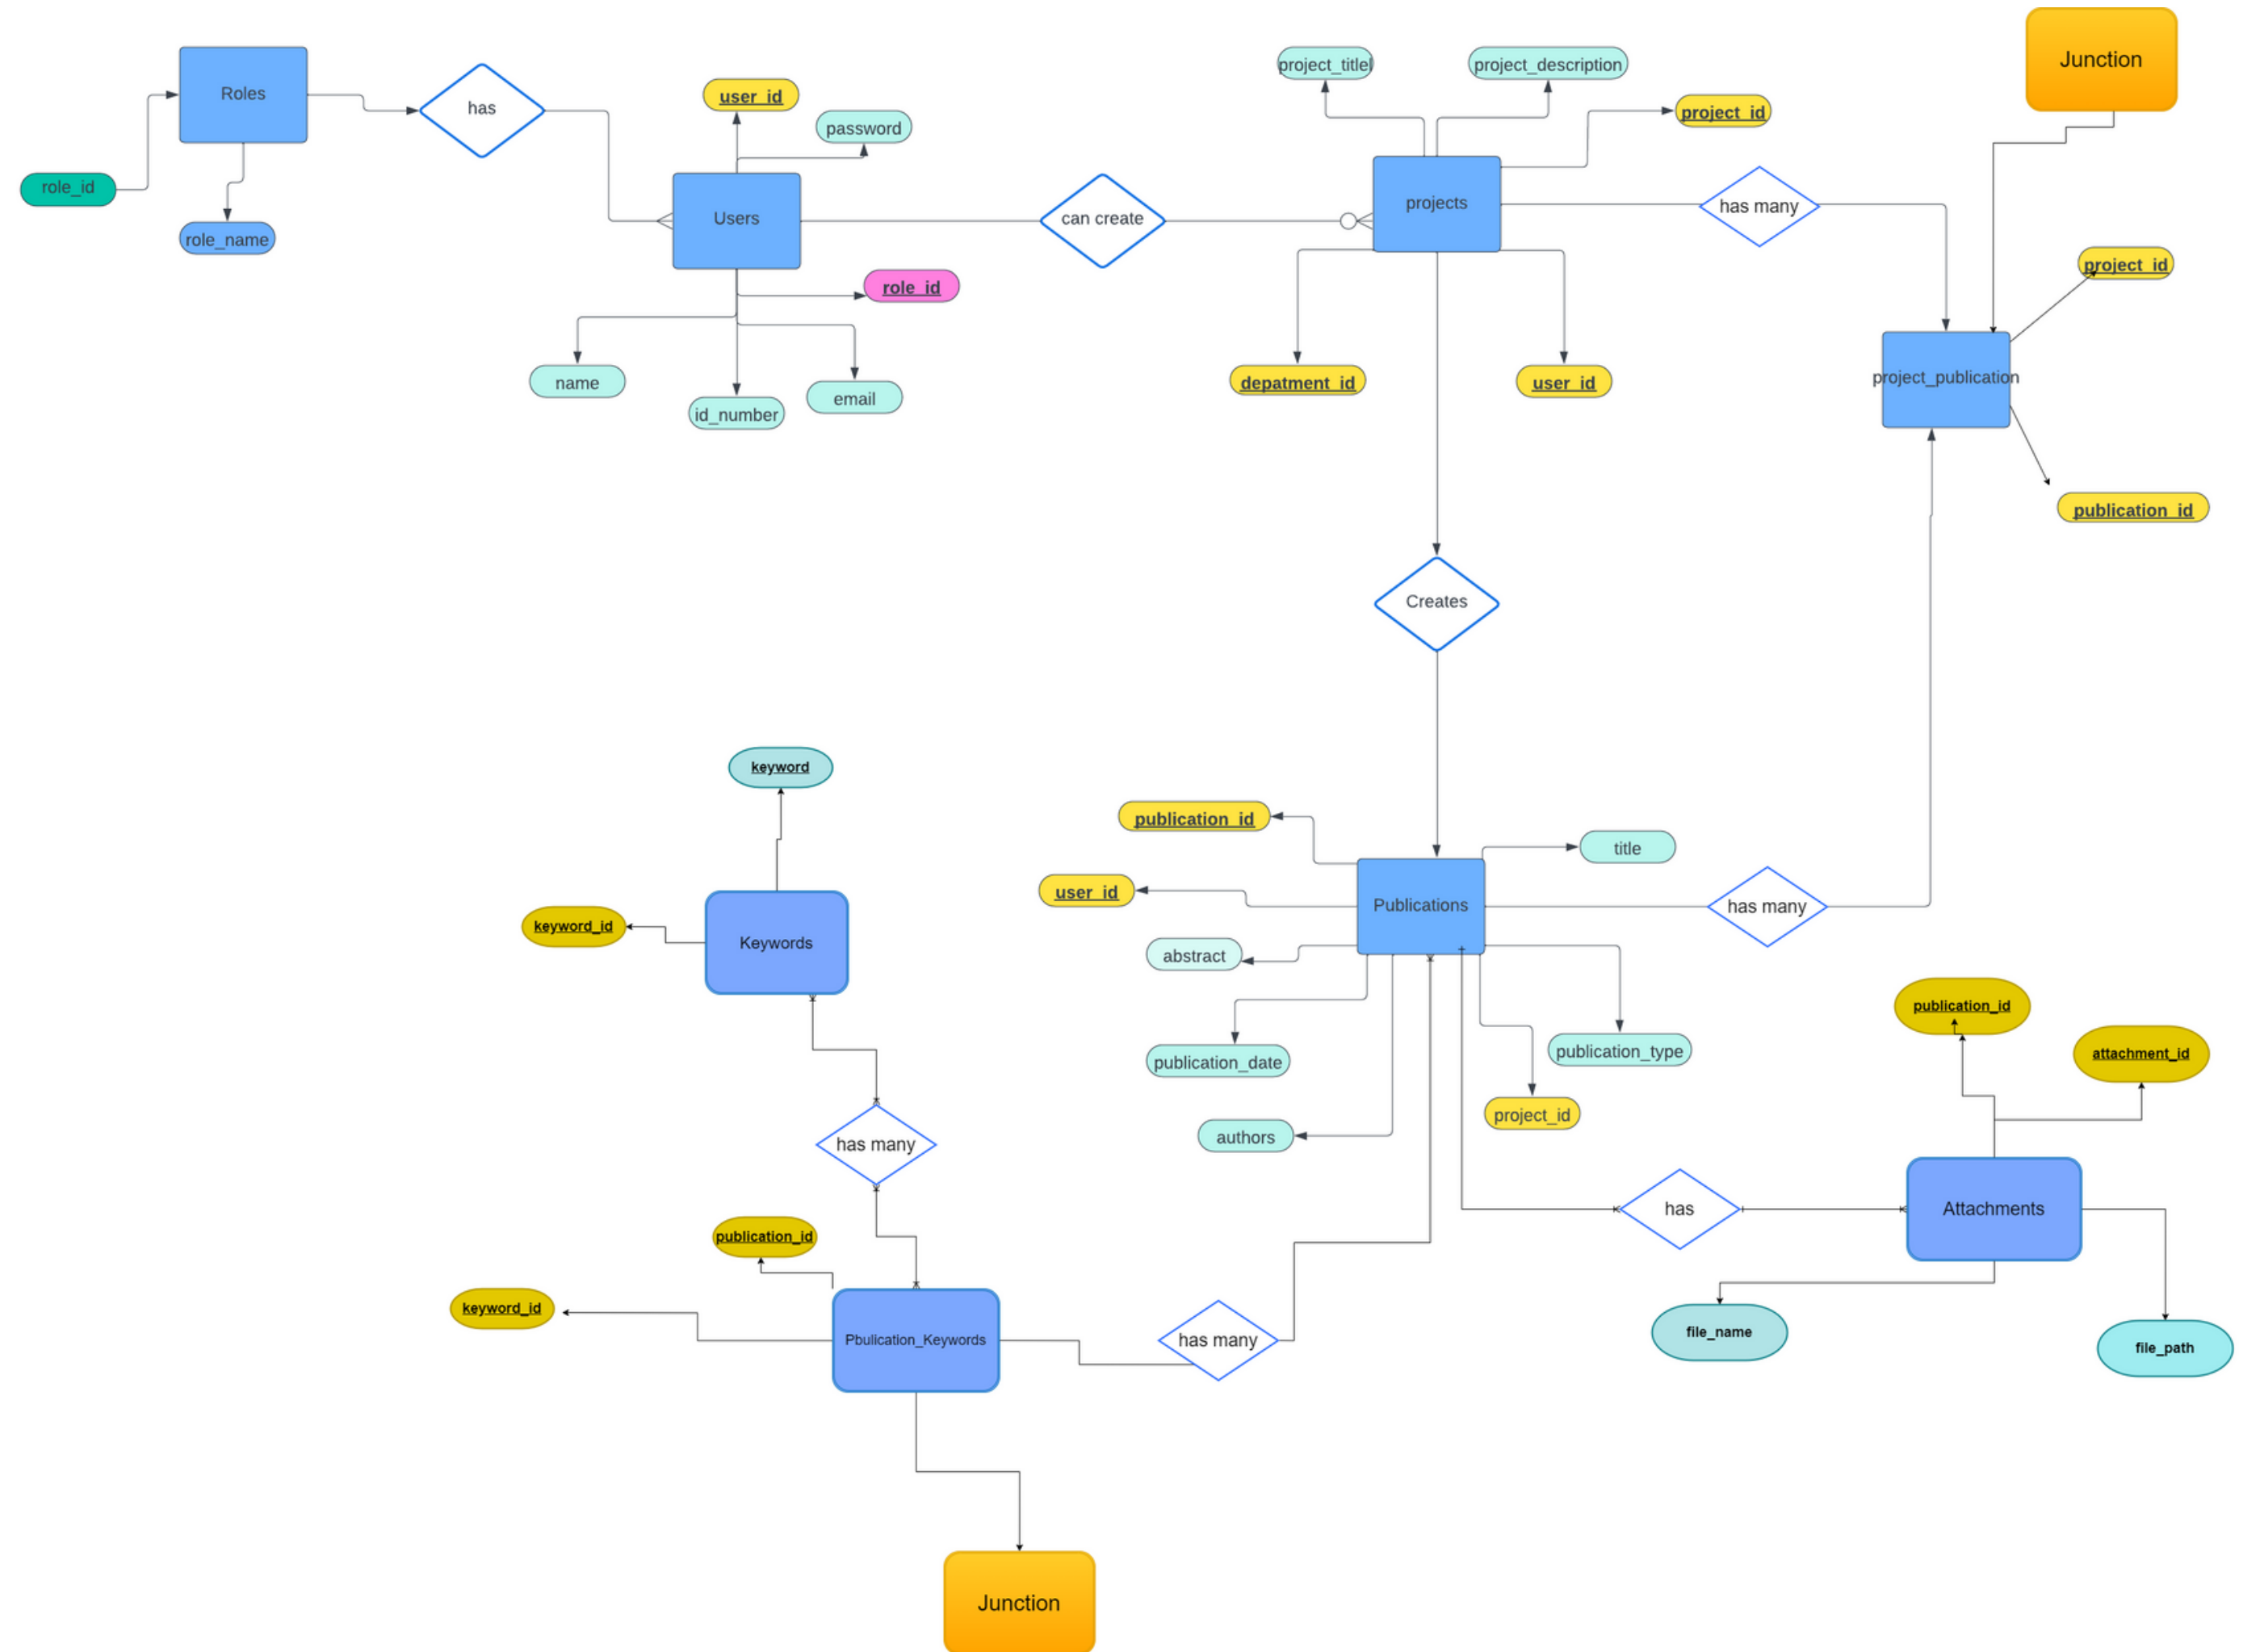 Junction
Roles
has
user_id
password
project_titlel
project_description
project_id
role_id
role_name
Users
can create
projects
has many
project_id
role_id
name
id_number
email
depatment_id
user_id
project_publication
publication_id
Creates
keyword
publication_id
title
user_id
Publications
has many
keyword_id
Keywords
abstract
publication_id
attachment_id
publication_date
publication_type
project_id
authors
has many
has
Attachments
publication_id
keyword_id
Pbulication_Keywords
has many
file_name
file_path
Junction